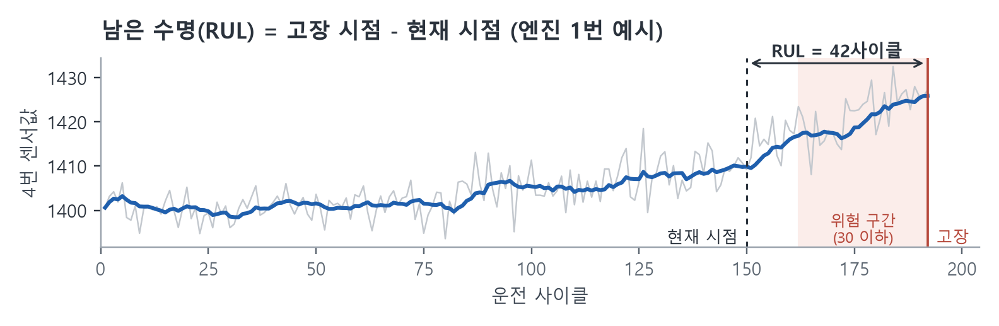 남은 수명(RUL) = 고장 시점 - 현재 시점 (엔진 1번 예시)
RUL = 42사이클
1430
1420
1410
1400
4번 센서값
현재 시점
위험 구간
(30 이하)
고장
0 25 50 75 100 125 150 175 200
운전 사이클